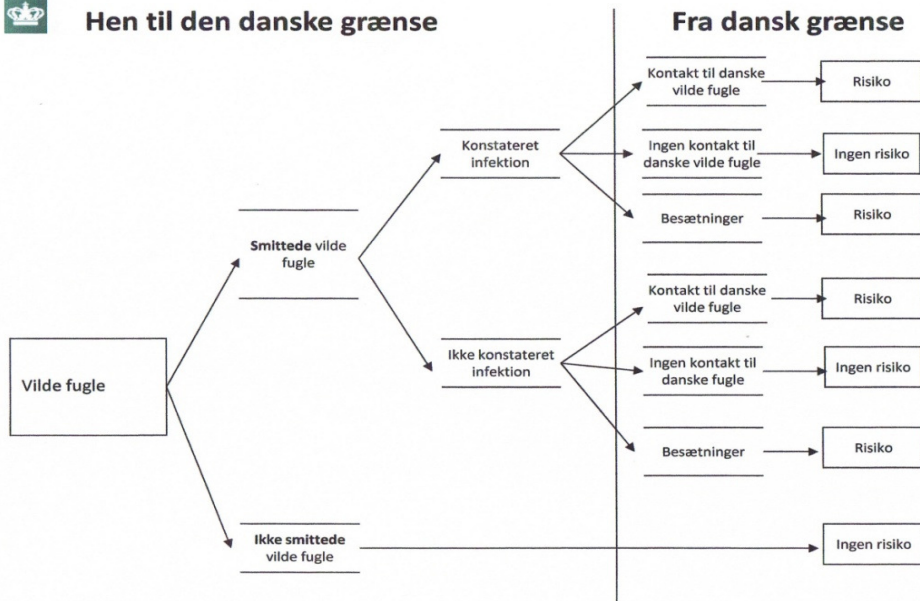 Hen til den danske grænse
Fra dansk grænse
Kontakt til danske
vilde fugle
Risiko
Konstateret
infektion
Ingen kontakt til
danske vilde fugle
Ingen risiko
Besætninger
Risiko
Smittede vilde
fugle
Kontakt til danske
vilde fugle
Risiko
Vilde fugle
Ikke konstateret
infektion
Ingen kontakt til
danske fugle
Ingen risiko
Besætninger
Risiko
Ikke smittede
vilde fugle
Ingen risiko